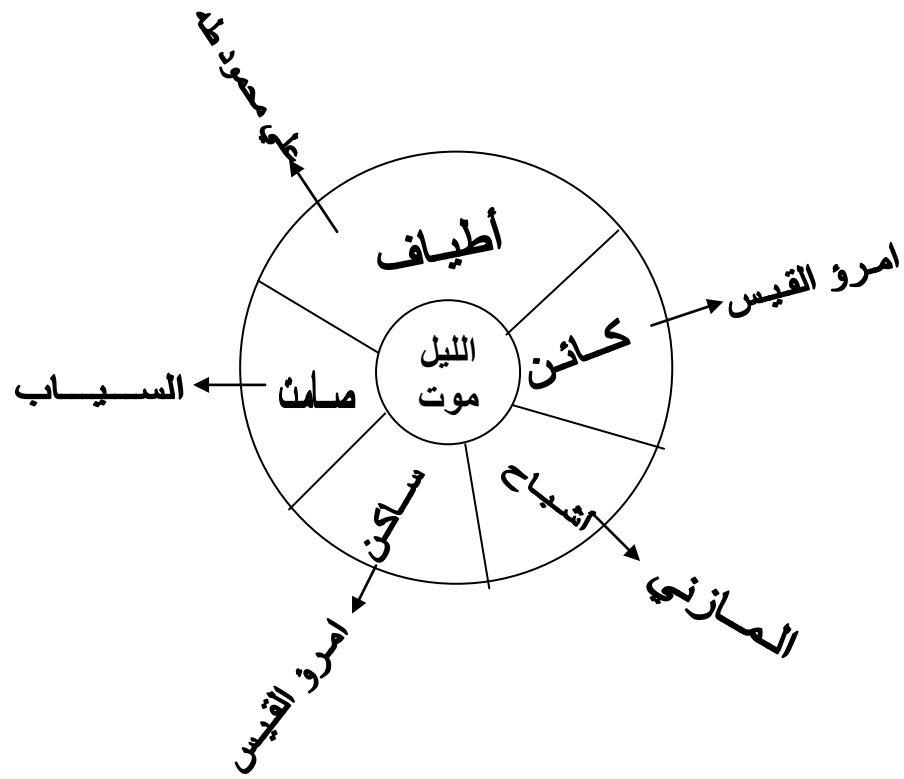 علي محمود طه
أطياف
امرؤ القيس
كائن
الليل
موت
صامت
السياب
أشباح
ساكن
المازني
امرؤ القيس